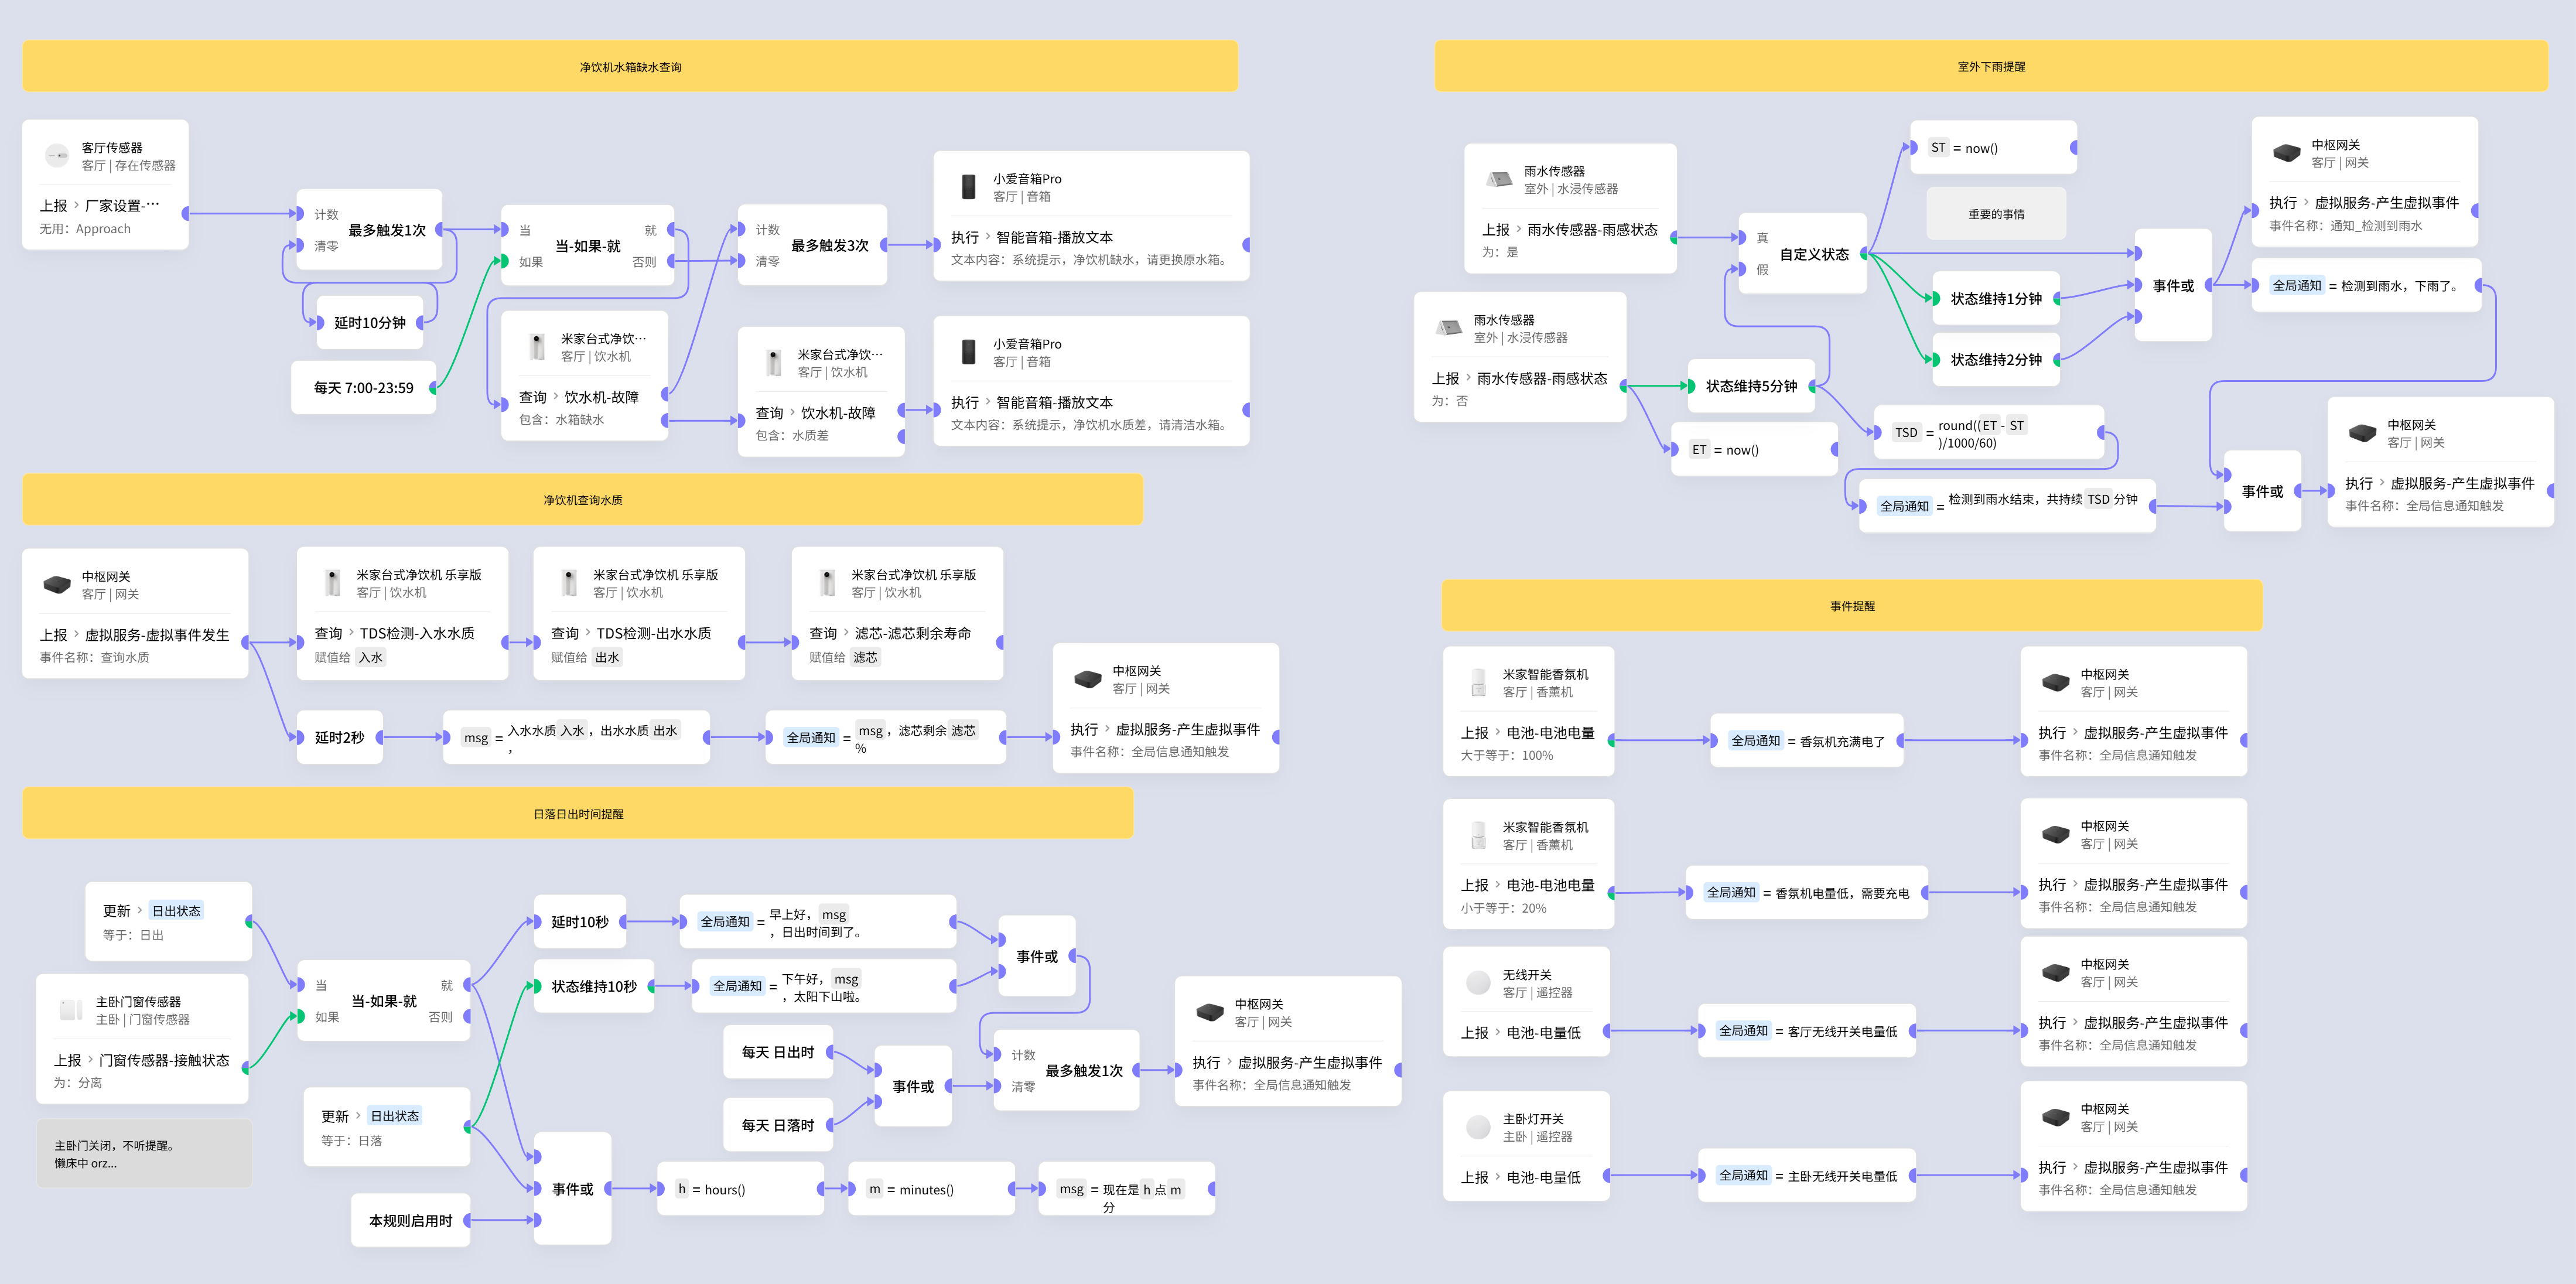 净饮机水箱缺水查询
客厅传感器
客厅 | 存在传感器
上报 › 厂家设置-···
无用：Approach
计数
清零
最多触发1次
延时10分钟
每天 7:00-23:59
当
如果
当-如果-就
就
否则
米家台式净饮···
客厅 | 饮水机
查询 › 饮水机-故障
包含：水箱缺水
计数
清零
最多触发3次
米家台式净饮···
客厅 | 饮水机
查询 › 饮水机-故障
包含：水质差
小爱音箱Pro
客厅 | 音箱
执行 › 智能音箱-播放文本
文本内容：系统提示，净饮机缺水，请更换原水箱。
小爱音箱Pro
客厅 | 音箱
执行 › 智能音箱-播放文本
文本内容：系统提示，净饮机水质差，请清洁水箱。
净饮机查询水质
中枢网关
客厅 | 网关
上报 › 虚拟服务-虚拟事件发生
事件名称：查询水质
米家台式净饮机 乐享版
客厅 | 饮水机
查询 › TDS检测-入水水质
赋值给 入水
米家台式净饮机 乐享版
客厅 | 饮水机
查询 › TDS检测-出水水质
赋值给 出水
米家台式净饮机 乐享版
客厅 | 饮水机
查询 › 滤芯-滤芯剩余寿命
赋值给 滤芯
延时2秒
msg = 入水水质 入水 ，出水水质 出水
，
全局通知 = msg ，滤芯剩余 滤芯
%
中枢网关
客厅 | 网关
执行 › 虚拟服务-产生虚拟事件
事件名称：全局信息通知触发
日落日出时间提醒
更新 › 日出状态
等于：日出
主卧门窗传感器
主卧 | 门窗传感器
上报 › 门窗传感器-接触状态
为：分离
主卧门关闭，不听提醒。
懒床中 orz...
当
如果
当-如果-就
就
否则
更新 › 日出状态
等于：日落
本规则启用时
延时10秒
全局通知 = 早上好， msg
，日出时间到了。
状态维持10秒
全局通知 = 下午好， msg
，太阳下山啦。
事件或
每天 日出时
每天 日落时
事件或
计数
清零
最多触发1次
中枢网关
客厅 | 网关
执行 › 虚拟服务-产生虚拟事件
事件名称：全局信息通知触发
事件或
h = hours()
m = minutes()
msg = 现在是 h 点 m
分
室外下雨提醒
雨水传感器
室外 | 水浸传感器
上报 › 雨水传感器-雨感状态
为：是
雨水传感器
室外 | 水浸传感器
上报 › 雨水传感器-雨感状态
为：否
真
假
自定义状态
ST = now()
重要的事情
状态维持1分钟
状态维持2分钟
事件或
中枢网关
客厅 | 网关
执行 › 虚拟服务-产生虚拟事件
事件名称：通知_检测到雨水
全局通知 = 检测到雨水，下雨了。
状态维持5分钟
ET = now()
TSD = round(( ET - ST
)/1000/60)
全局通知 = 检测到雨水结束，共持续 TSD 分钟
事件或
中枢网关
客厅 | 网关
执行 › 虚拟服务-产生虚拟事件
事件名称：全局信息通知触发
事件提醒
米家智能香氛机
客厅 | 香薰机
上报 › 电池-电池电量
大于等于：100%
全局通知 = 香氛机充满电了
中枢网关
客厅 | 网关
执行 › 虚拟服务-产生虚拟事件
事件名称：全局信息通知触发
米家智能香氛机
客厅 | 香薰机
上报 › 电池-电池电量
小于等于：20%
全局通知 = 香氛机电量低，需要充电
中枢网关
客厅 | 网关
执行 › 虚拟服务-产生虚拟事件
事件名称：全局信息通知触发
无线开关
客厅 | 遥控器
上报 › 电池-电量低
全局通知 = 客厅无线开关电量低
中枢网关
客厅 | 网关
执行 › 虚拟服务-产生虚拟事件
事件名称：全局信息通知触发
主卧灯开关
主卧 | 遥控器
上报 › 电池-电量低
全局通知 = 主卧无线开关电量低
中枢网关
客厅 | 网关
执行 › 虚拟服务-产生虚拟事件
事件名称：全局信息通知触发